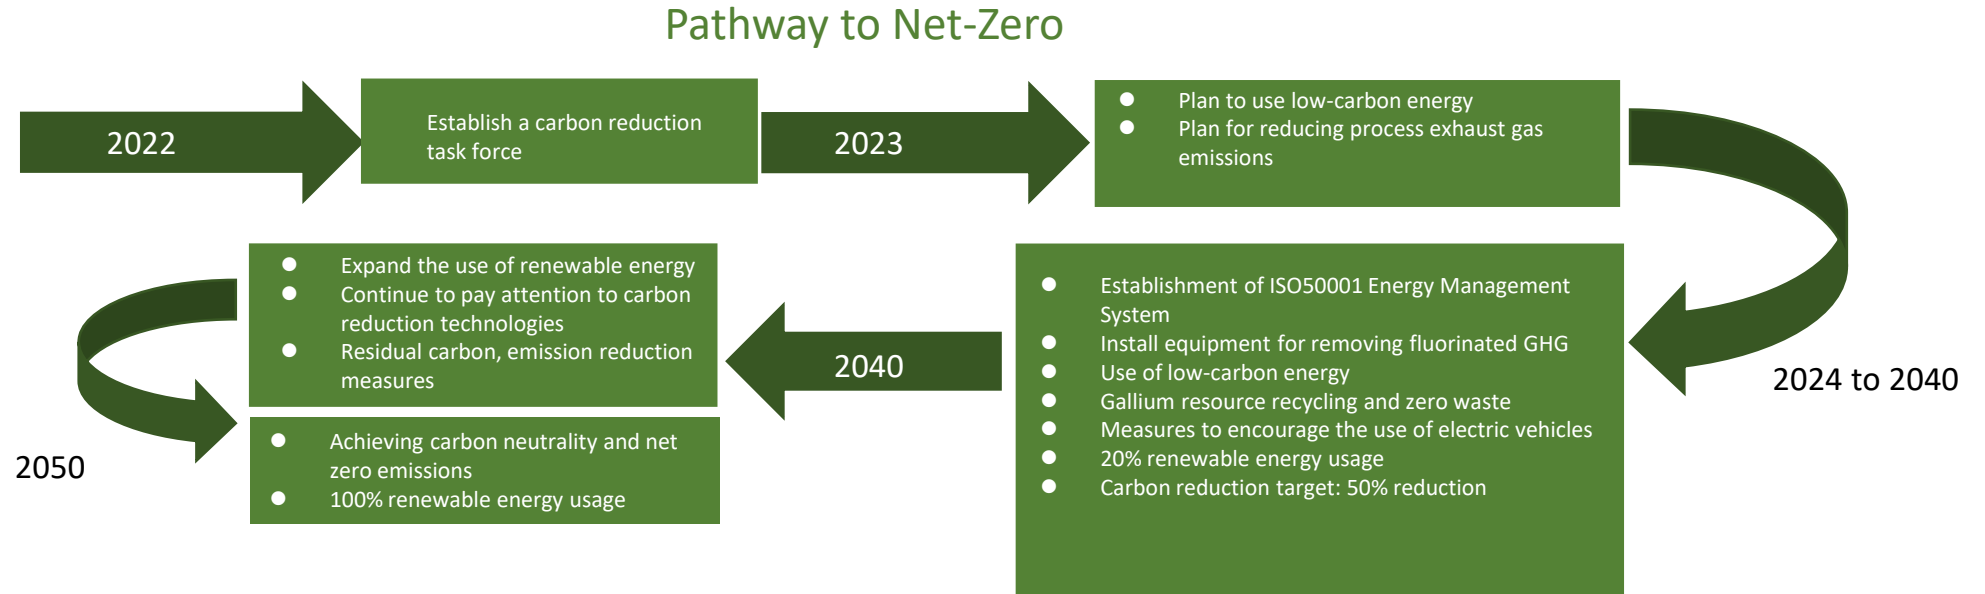 Pathway to Net-Zero
2022
Establish a carbon reduction
task force
2023
● Plan to use low-carbon energy
● Plan for reducing process exhaust gas
emissions
2024 to 2040
● Establishment of ISO50001 Energy Management
System
● Install equipment for removing fluorinated GHG
● Use of low-carbon energy
● Gallium resource recycling and zero waste
● Measures to encourage the use of electric vehicles
● 20% renewable energy usage
● Carbon reduction target: 50% reduction
2040
● Expand the use of renewable energy
● Continue to pay attention to carbon
reduction technologies
● Residual carbon, emission reduction
measures
2050
● Achieving carbon neutrality and net
zero emissions
● 100% renewable energy usage